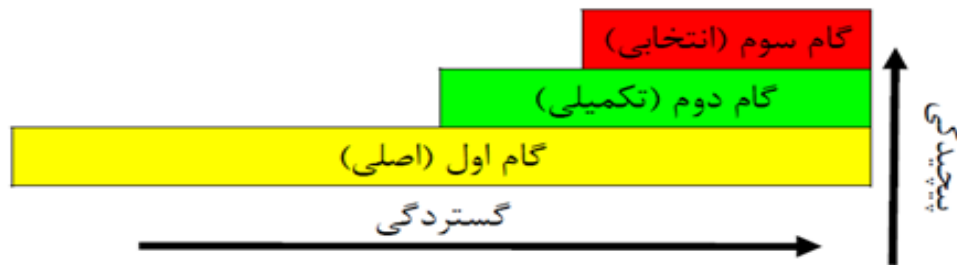 گام سوم (انتخابی)
گام دوم (تکمیلی)
گام اول (اصلی)
گستردگی
پیچیدگی